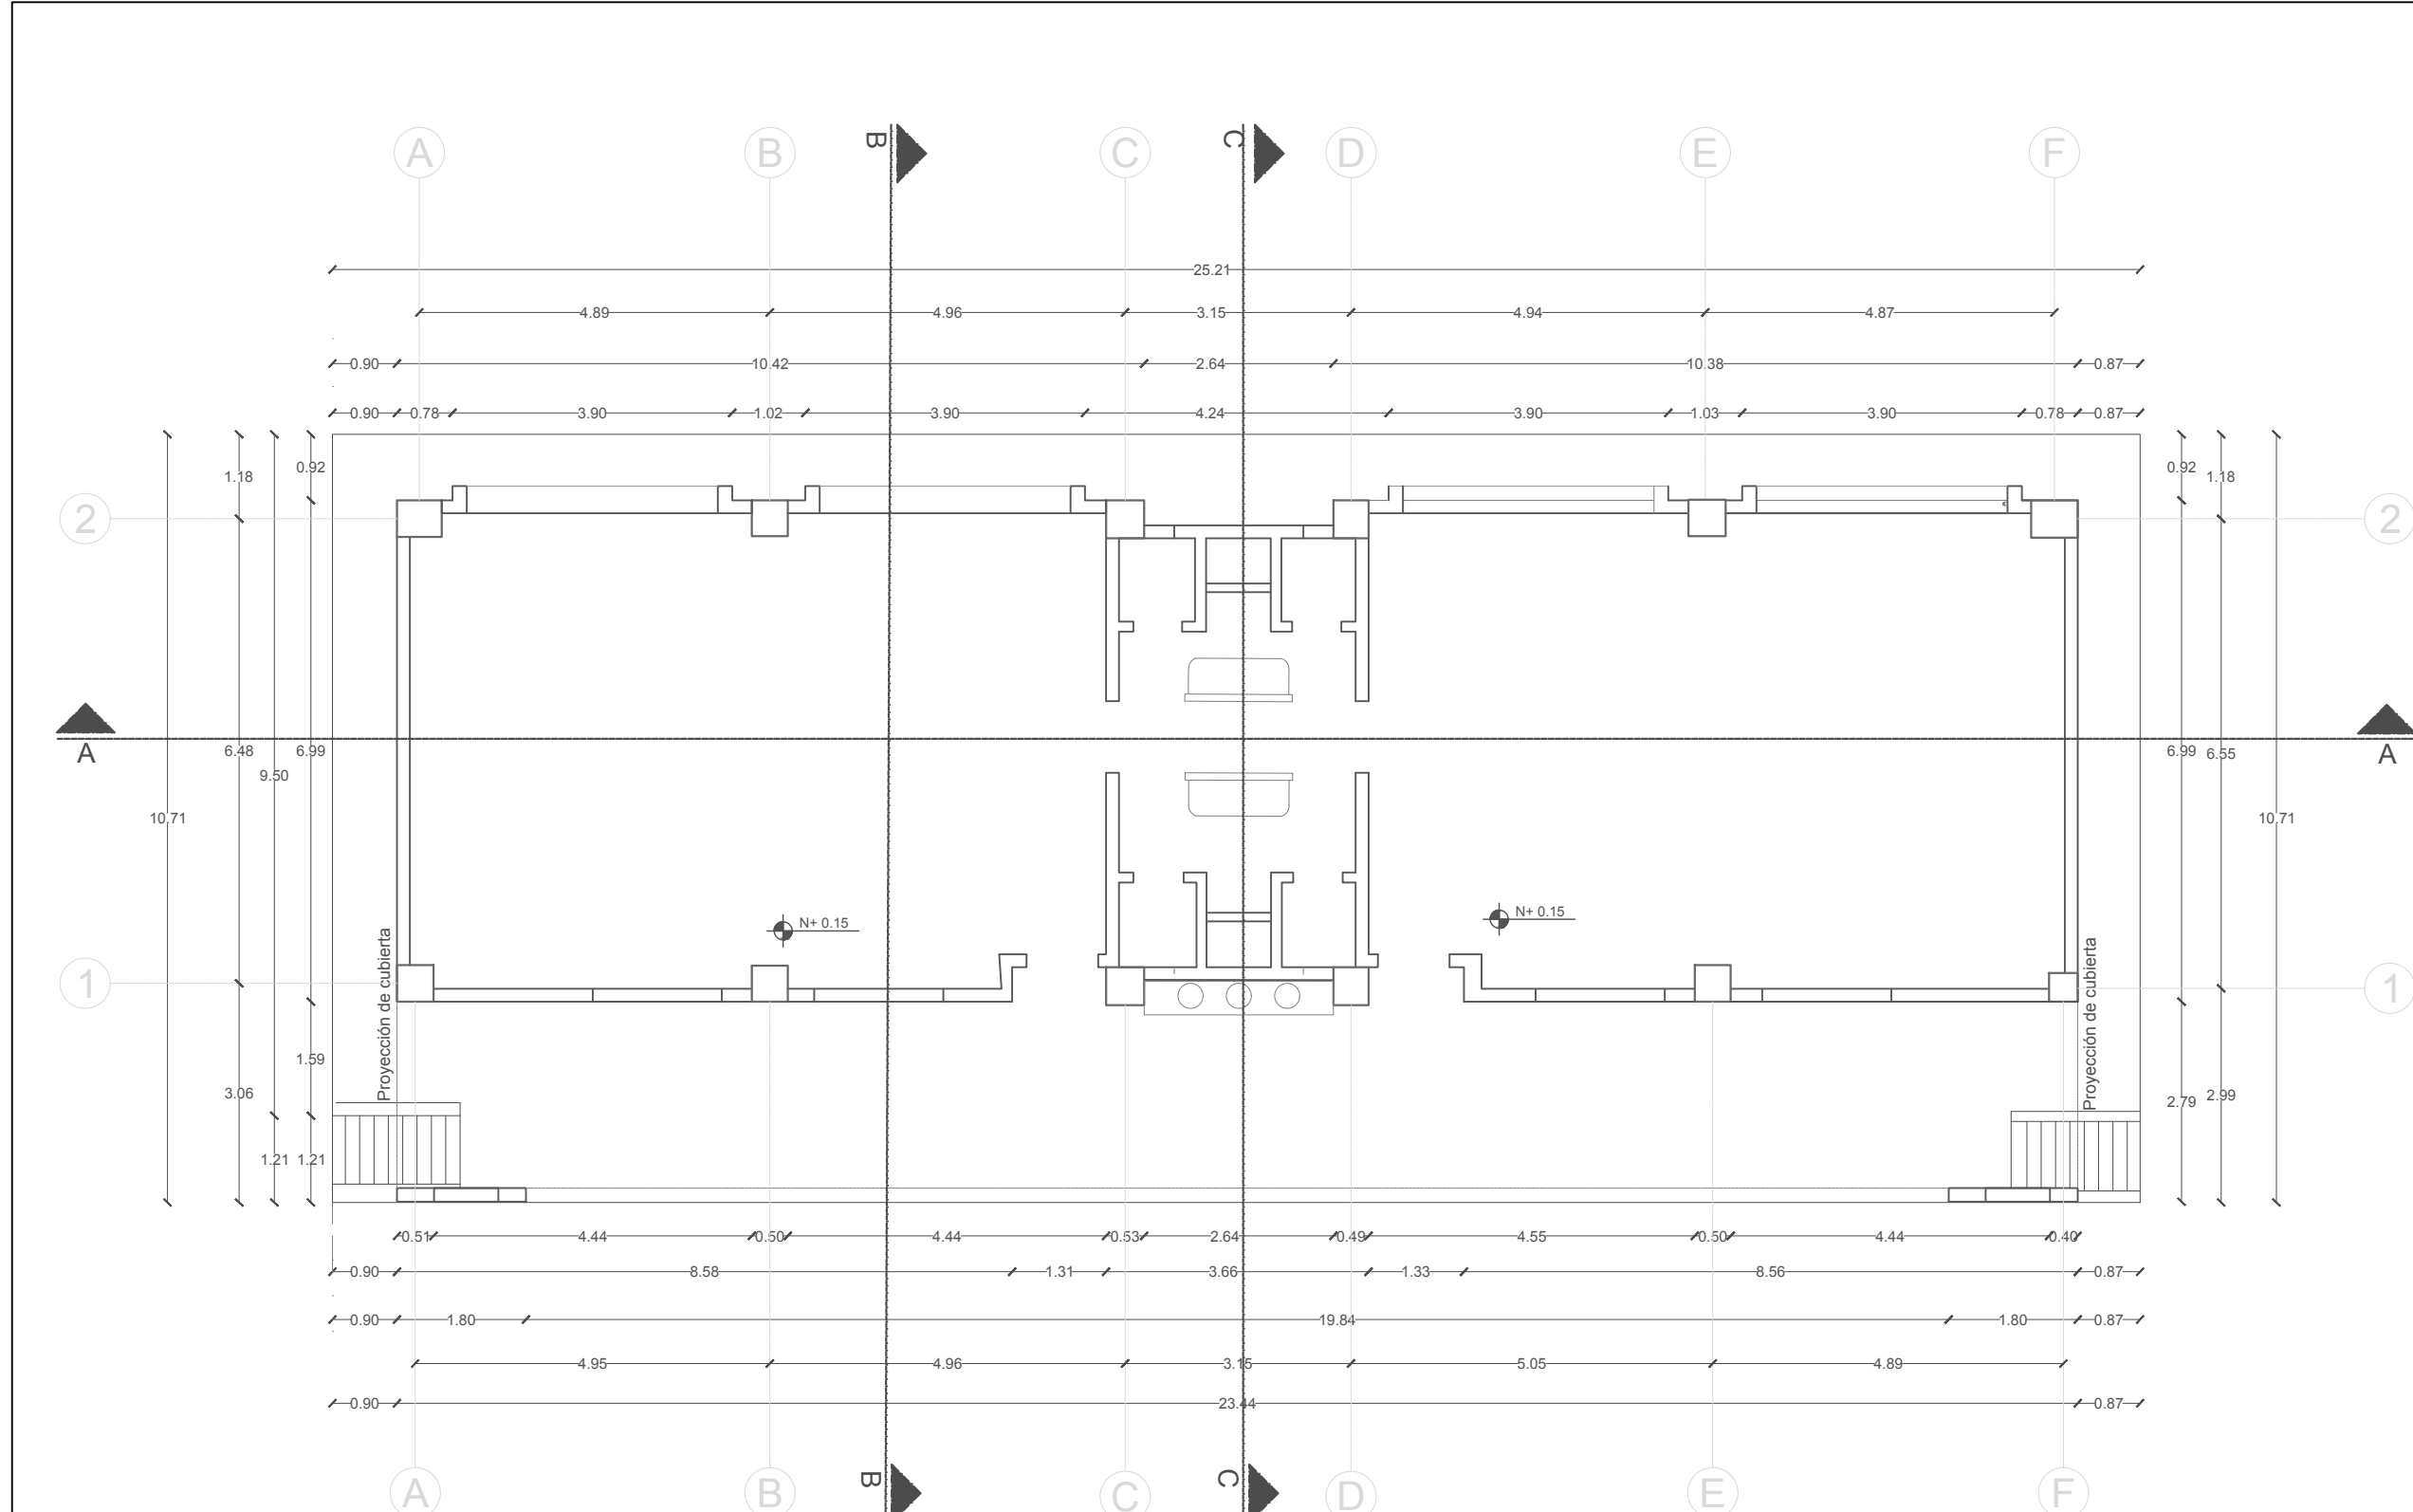 A B B C C D E F
25.21
4.89 4.96 3.15 4.94 4.87
0.90 10.42 2.64 10.38 0.87
0.90 0.78 3.90 1.02 3.90 4.24 3.90 1.03 3.90 0.78 0.87
1.18 0.92 0.92 1.18
2 2
A A
6.48 6.99 6.99 6.55
9.50
10.71 10.71
N+ 0.15 N+ 0.15
Proyección de cubierta Proyección de cubierta
1 1
1.59
3.06 2.79 2.99
1.21 1.21
0.51 4.44 0.50 4.44 0.53 2.64 0.49 4.55 0.50 4.44 0.40
0.90 8.58 1.31 3.66 1.33 8.56 0.87
0.90 1.80 19.84 1.80 0.87
4.95 4.96 3.15 5.05 4.89
0.90 23.44 0.87
A B B C C D E F